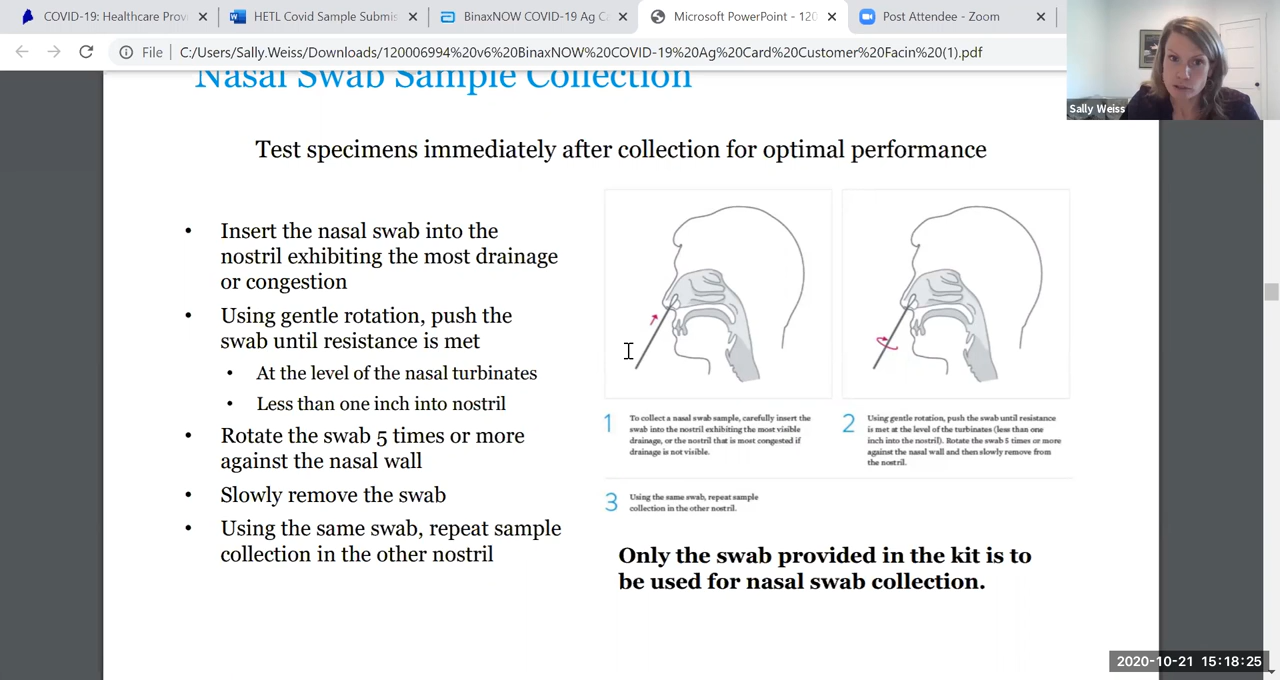 COVID-19: Healthcare Prov
HETL Covid Sample Submis
BinaxNOW COVID-19 Ag C
Microsoft PowerPoint - 120
Post Attendee - Zoom
File
C:/Users/Sally.Weiss/Downloads/120006994%20v6%20BinaxNOW%20COVID-19%20Ag%20Card%20Customer%20Facin%20(1).pdf
Sally Weiss
Nasal Swab Sample Collection
Test specimens immediately after collection for optimal performance
• Insert the nasal swab into the
nostril exhibiting the most drainage
or congestion
• Using gentle rotation, push the
swab until resistance is met
• At the level of the nasal turbinates
• Less than one inch into nostril
• Rotate the swab 5 times or more
against the nasal wall
• Slowly remove the swab
• Using the same swab, repeat sample
collection in the other nostril
1 To collect a nasal swab sample, carefully insert the
swab into the nostril exhibiting the most visible
drainage, or the nostril that is most congested if
drainage is not visible.
2 Using gentle rotation, push the swab until resistance
is met at the level of the turbinates (less than one
inch into the nostril). Rotate the swab 5 times or more
against the nasal wall and then slowly remove from
the nostril.
3 Using the same swab, repeat sample
collection in the other nostril.
Only the swab provided in the kit is to
be used for nasal swab collection.
2020-10-21 15:18:25